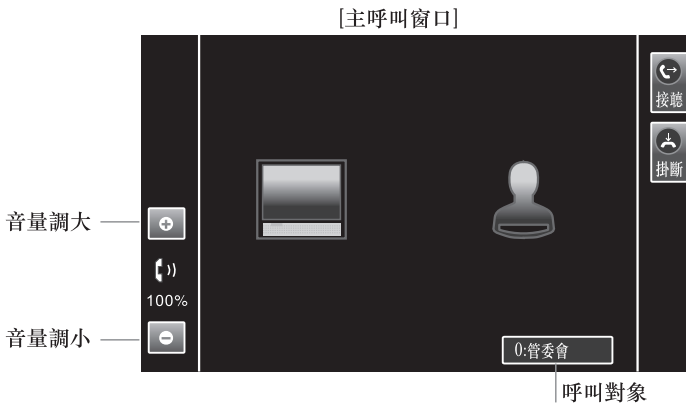 [主呼叫窗口]
接聽
掛斷
音量調大
100%
音量調小
0:管委會
呼叫對象